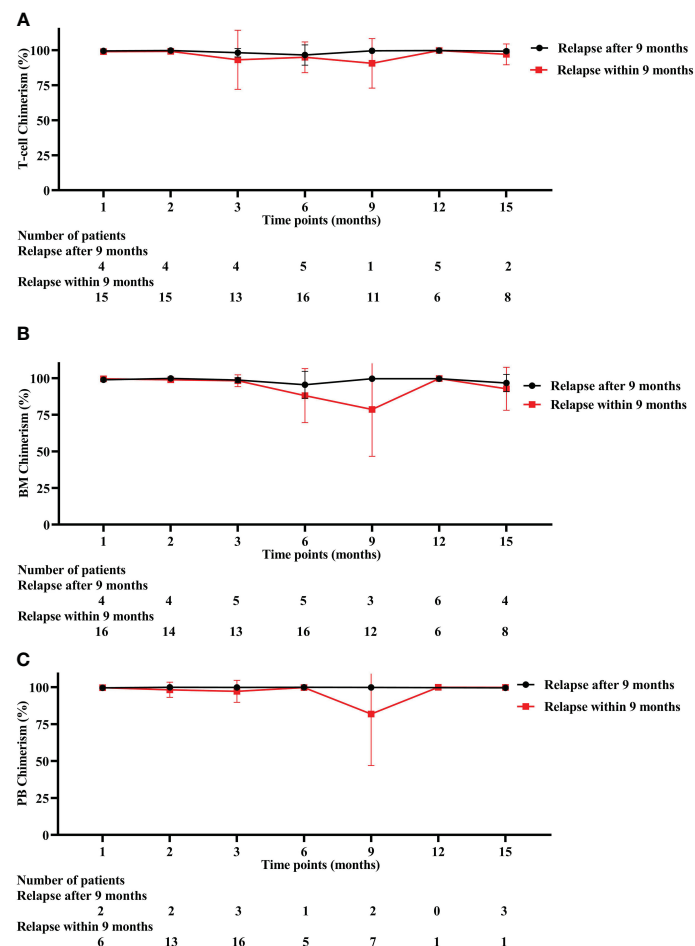 A
T-cell Chimerism (%)
100
75
50
25
0
1 2 3 6 9 12 15
Time points (months)
Relapse after 9 months
Relapse within 9 months
Number of patients
Relapse after 9 months
4 4 4 5 1 5 2
Relapse within 9 months
15 15 13 16 11 6 8
B
BM Chimerism (%)
100
75
50
25
0
1 2 3 6 9 12 15
Time points (months)
Relapse after 9 months
Relapse within 9 months
Number of patients
Relapse after 9 months
4 4 5 5 3 6 4
Relapse within 9 months
16 14 13 16 12 6 8
C
PB Chimerism (%)
100
75
50
25
0
1 2 3 6 9 12 15
Time points (months)
Relapse after 9 months
Relapse within 9 months
Number of patients
Relapse after 9 months
2 2 3 1 2 0 3
Relapse within 9 months
6 13 16 5 7 1 1